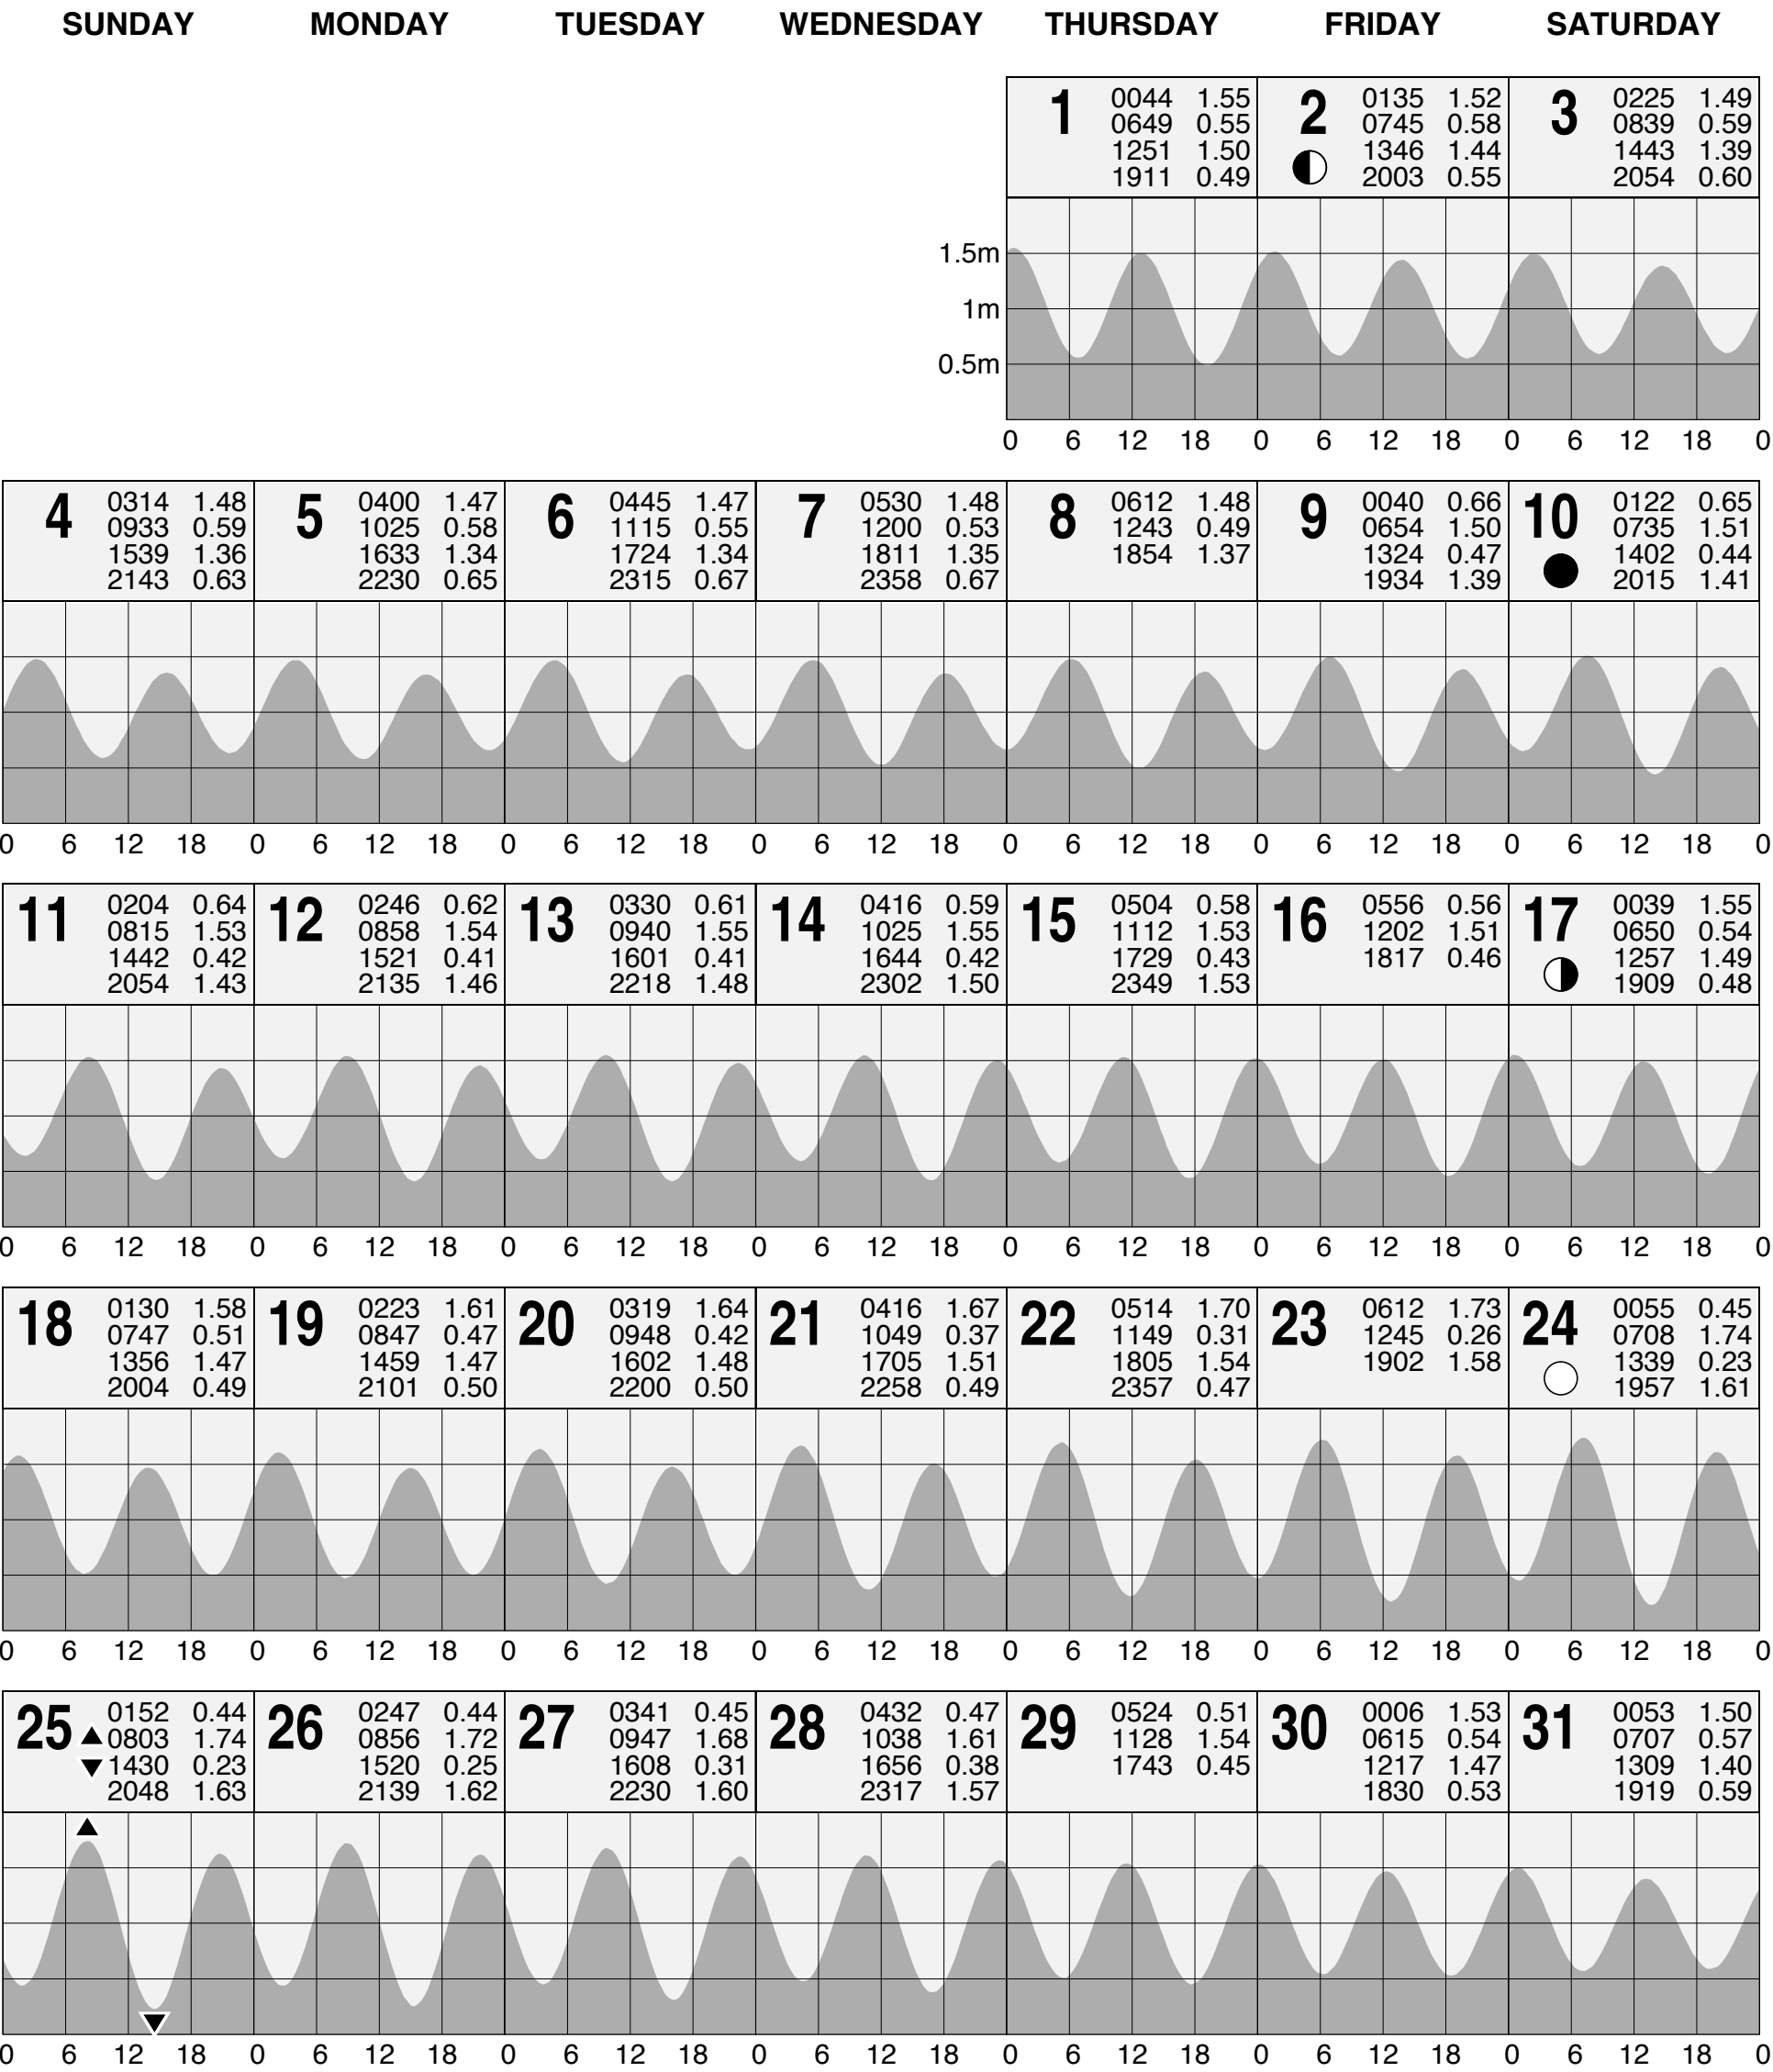 SUNDAY MONDAY TUESDAY WEDNESDAY THURSDAY FRIDAY SATURDAY
1 0044 1.55
0649 0.55
1251 1.50
1911 0.49
2 0135 1.52
0745 0.58
1346 1.44
2003 0.55
3 0225 1.49
0839 0.59
1443 1.39
2054 0.60
1.5m
1m
0.5m
0 6 12 18 0 6 12 18 0 6 12 18 0
4 0314 1.48
0933 0.59
1539 1.36
2143 0.63
5 0400 1.47
1025 0.58
1633 1.34
2230 0.65
6 0445 1.47
1115 0.55
1724 1.34
2315 0.67
7 0530 1.48
1200 0.53
1811 1.35
2358 0.67
8 0612 1.48
1243 0.49
1854 1.37
9 0040 0.66
0654 1.50
1324 0.47
1934 1.39
10 0122 0.65
0735 1.51
1402 0.44
2015 1.41
0 6 12 18 0 6 12 18 0 6 12 18 0 6 12 18 0 6 12 18 0 6 12 18 0 6 12 18 0
11 0204 0.64
0815 1.53
1442 0.42
2054 1.43
12 0246 0.62
0858 1.54
1521 0.41
2135 1.46
13 0330 0.61
0940 1.55
1601 0.41
2218 1.48
14 0416 0.59
1025 1.55
1644 0.42
2302 1.50
15 0504 0.58
1112 1.53
1729 0.43
2349 1.53
16 0556 0.56
1202 1.51
1817 0.46
17 0039 1.55
0650 0.54
1257 1.49
1909 0.48
0 6 12 18 0 6 12 18 0 6 12 18 0 6 12 18 0 6 12 18 0 6 12 18 0 6 12 18 0
18 0130 1.58
0747 0.51
1356 1.47
2004 0.49
19 0223 1.61
0847 0.47
1459 1.47
2101 0.50
20 0319 1.64
0948 0.42
1602 1.48
2200 0.50
21 0416 1.67
1049 0.37
1705 1.51
2258 0.49
22 0514 1.70
1149 0.31
1805 1.54
2357 0.47
23 0612 1.73
1245 0.26
1902 1.58
24 0055 0.45
0708 1.74
1339 0.23
1957 1.61
0 6 12 18 0 6 12 18 0 6 12 18 0 6 12 18 0 6 12 18 0 6 12 18 0 6 12 18 0
25 0152 0.44
0803 1.74
1430 0.23
2048 1.63
26 0247 0.44
0856 1.72
1520 0.25
2139 1.62
27 0341 0.45
0947 1.68
1608 0.31
2230 1.60
28 0432 0.47
1038 1.61
1656 0.38
2317 1.57
29 0524 0.51
1128 1.54
1743 0.45
30 0006 1.53
0615 0.54
1217 1.47
1830 0.53
31 0053 1.50
0707 0.57
1309 1.40
1919 0.59
0 6 12 18 0 6 12 18 0 6 12 18 0 6 12 18 0 6 12 18 0 6 12 18 0 6 12 18 0